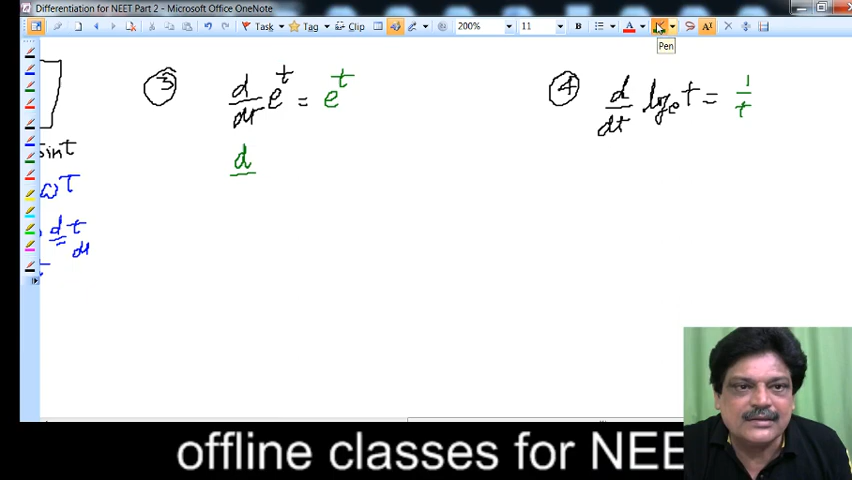 Differentiation for NEET Part 2 - Microsoft Office OneNote
Task Tag Clip 200% 11 B A
Pen
③ d/dt e^t = e^t
④ d/dt log_e t = 1/t
sint
d
ωt
d t
dt
offline classes for NEE